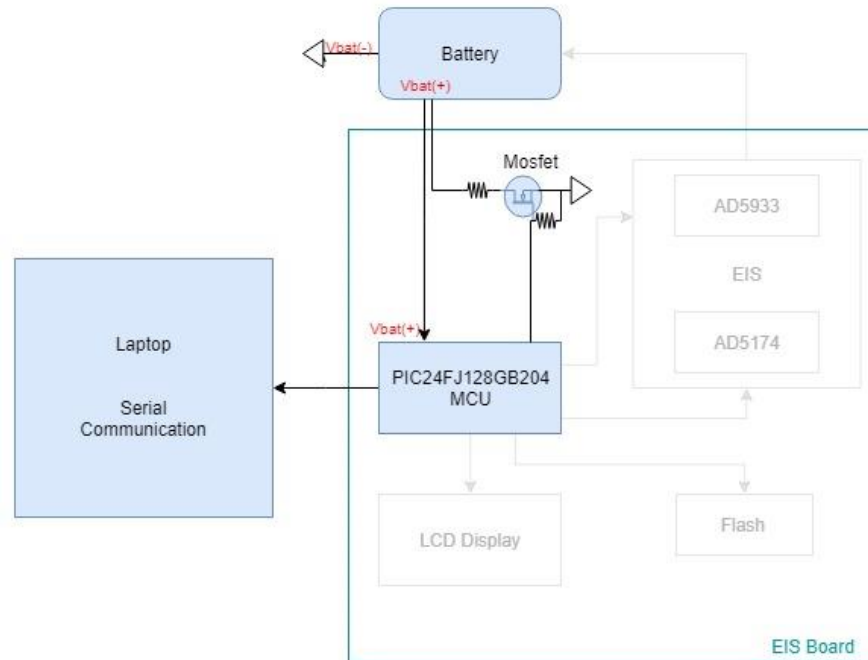 Vbat(-)
Battery
Vbat(+)
Mosfet
AD5933
EIS
AD5174
Vbat(+)
Laptop
Serial
Communication
PIC24FJ128GB204
MCU
LCD Display
Flash
EIS Board